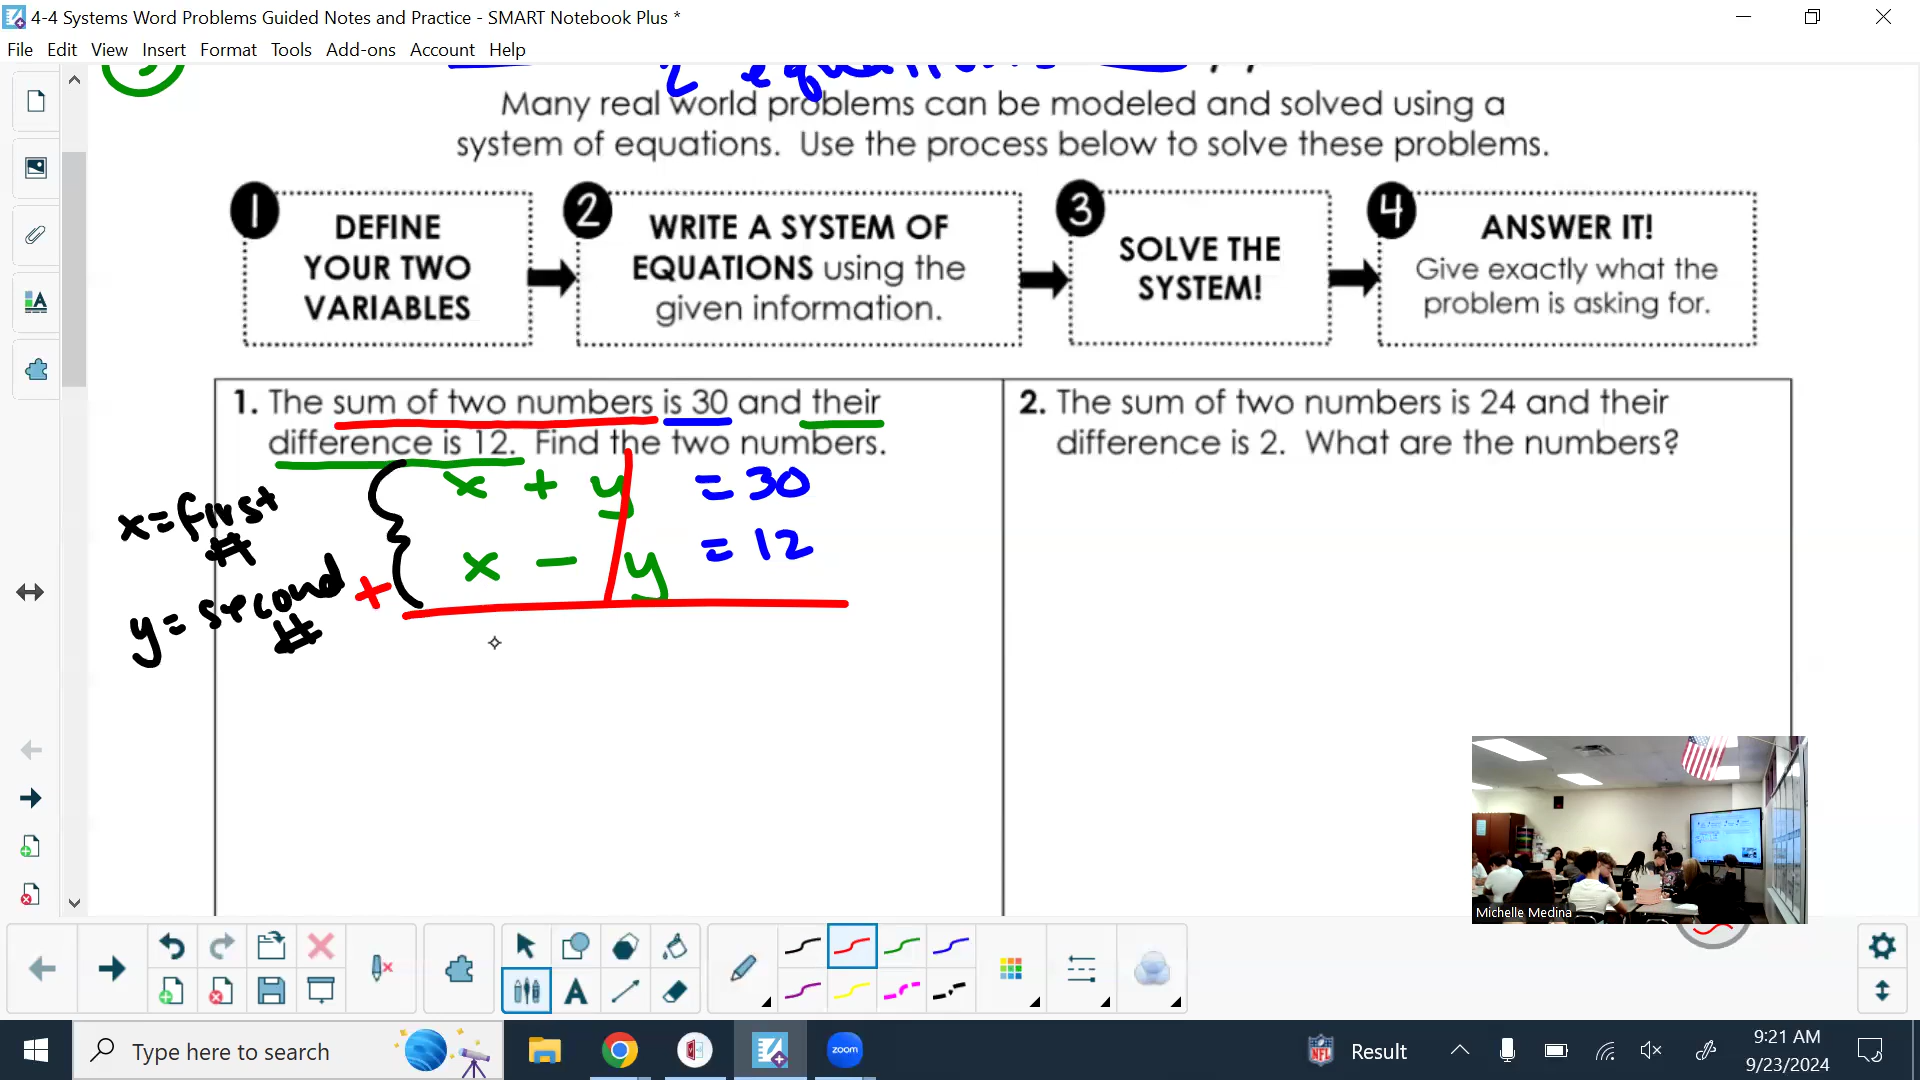 4-4 Systems Word Problems Guided Notes and Practice - SMART Notebook Plus *
File Edit View Insert Format Tools Add-ons Account Help
2 equations
Many real world problems can be modeled and solved using a
system of equations. Use the process below to solve these problems.
1 DEFINE
YOUR TWO
VARIABLES
2 WRITE A SYSTEM OF
EQUATIONS using the
given information.
3 SOLVE THE
SYSTEM!
4 ANSWER IT!
Give exactly what the
problem is asking for.
1. The sum of two numbers is 30 and their
difference is 12. Find the two numbers.
x + y = 30
x - y = 12
+
x = first
#
y = second
#
2. The sum of two numbers is 24 and their
difference is 2. What are the numbers?
Michelle Medina
A
Type here to search
zoom
NFL
Result
9:21 AM
9/23/2024